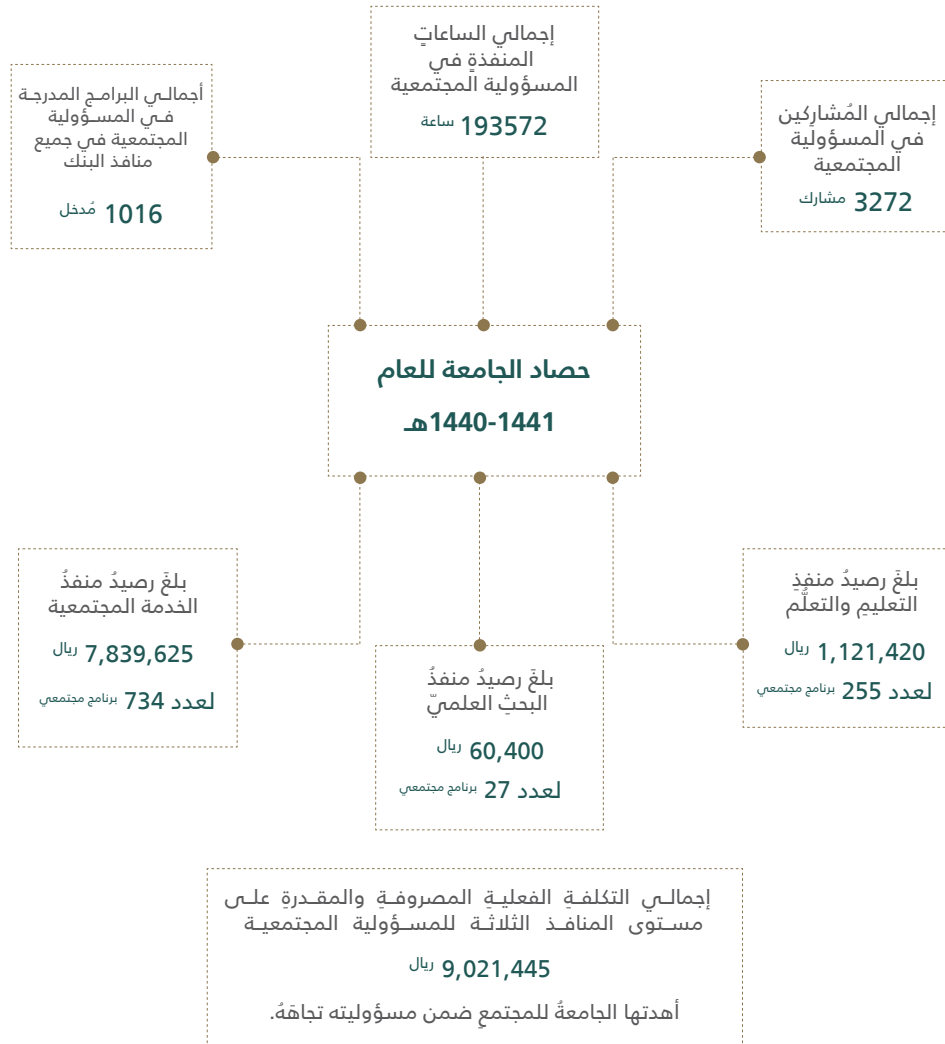 إجمالي المُشارِكين
في المسؤولية
المجتمعية
3272 مشارك
إجمالي الساعاتِ
المنفذةِ في
المسؤولية المجتمعية
193572 ساعة
أجمالـي البرامـج المدرجـة
فـي المسـؤولية
المجتمعية في جميع
منافذ البنك
1016 مُدخل
حصاد الجامعة للعام
1440-1441هـ
بلغَ رصيدُ منفذِ
التعليمِ والتعلُّم
1,121,420 ريال
لعدد 255 برنامج مجتمعي
بلغَ رصيدُ منفذُ
البحثِ العلميّ
60,400 ريال
لعدد 27 برنامج مجتمعي
بلغَ رصيدُ منفذُ
الخدمة المجتمعية
7,839,625 ريال
لعدد 734 برنامج مجتمعي
إجمالـي التكلفـةِ الفعليـةِ المصروفـةِ والمقـدرةِ علـى
مسـتوى المنافـذ الثلاثـة للمسـؤولية المجتمعيـة
9,021,445 ريال
أهدتها الجامعةُ للمجتمعِ ضمن مسؤوليته تجاهَهُ.